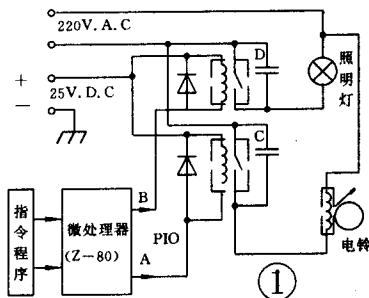 220V. A. C
+
25V. D. C
−
D
照明灯
C
B
指令程序
微处理器
(Z—80)
PIO
A
电铃
①